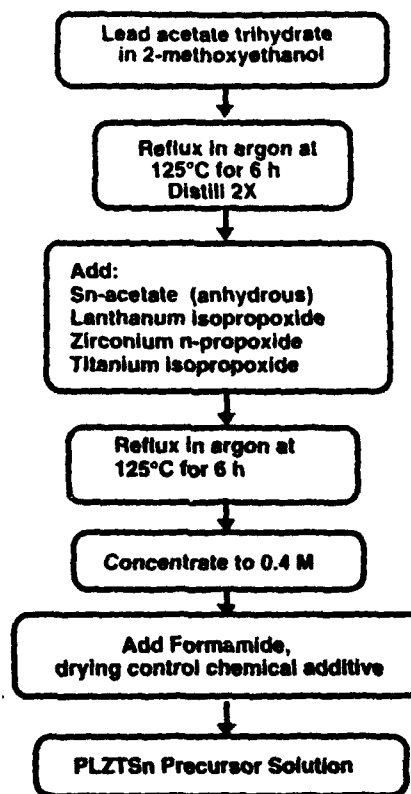 Lead acetate trihydrate
in 2-methoxyethanol
Reflux in argon at
125°C for 6 h
Distill 2X
Add:
Sn-acetate (anhydrous)
Lanthanum isopropoxide
Zirconium n-propoxide
Titanium isopropoxide
Reflux in argon at
125°C for 6 h
Concentrate to 0.4 M
Add Formamide,
drying control chemical additive
PLZTSn Precursor Solution